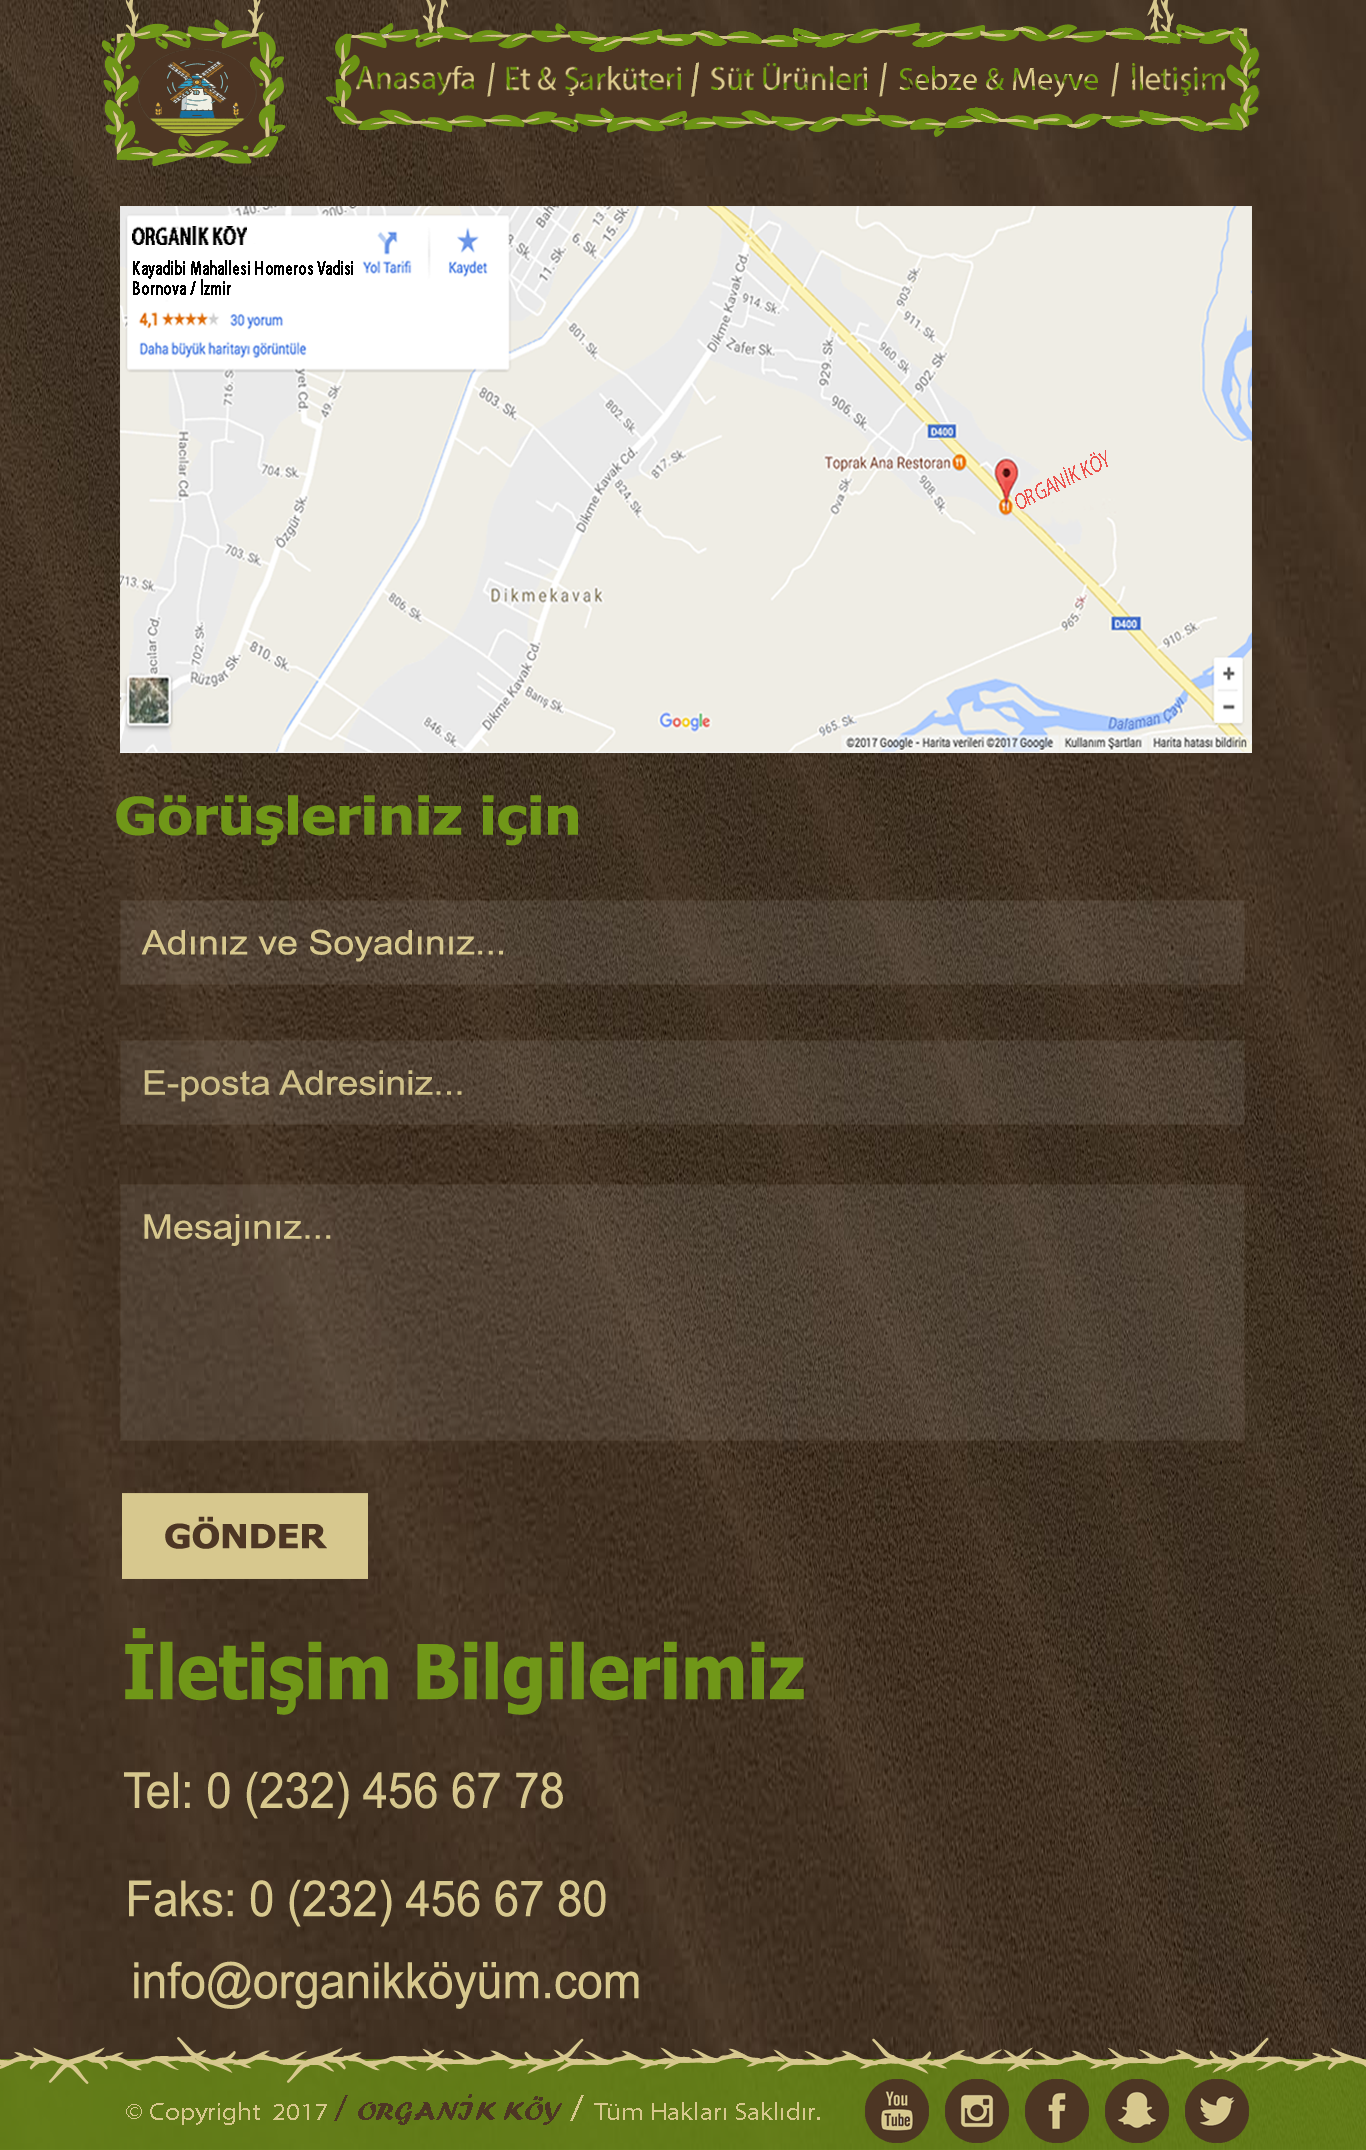 Anasayfa / Et & Şarküteri / Süt Ürünleri / Sebze & Meyve / İletişim
ORGANİK KÖY
Kayadibi Mahallesi Homeros Vadisi
Bornova / İzmir
4,1
30 yorum
Daha büyük haritayı görüntüle
Yol Tarifi
Kaydet
140. Sk.
200. S
13. S
15. Sk.
6. Sk.
11. Sk.
801. Sk.
Dikme Kavak Cd.
914. Sk.
Zafer Sk.
903. Sk.
911. Sk.
960. Sk.
902. Sk.
929. Sk.
906. Sk.
716. S
yet Cd.
49. Sk.
803. Sk.
802. Sk.
817. Sk.
824. Sk.
Hacılar Cd.
704. Sk.
Özgür Sk.
703. Sk.
713. Sk
Dikme Kavak Cd.
D400
Toprak Ana Restoran
ORGANİK KÖY
Ova Sk.
908. Sk.
Dikmekavak
806. Sk.
965. Sk.
D400
910. Sk.
acılar Cd.
702. Sk.
Rüzgar Sk.
810. Sk.
846. Sk.
Dikme Kavak Cd.
Barış Sk.
Google
965. Sk.
Dalaman Çayı
+
−
©2017 Google - Harita verileri ©2017 Google Kullanım Şartları Harita hatası bildirin
Görüşleriniz için
Adınız ve Soyadınız...
E-posta Adresiniz...
Mesajınız...
GÖNDER
İletişim Bilgilerimiz
Tel: 0 (232) 456 67 78
Faks: 0 (232) 456 67 80
info@organikköyüm.com
© Copyright 2017 / ORGANİK KÖY / Tüm Hakları Saklıdır.
You
Tube